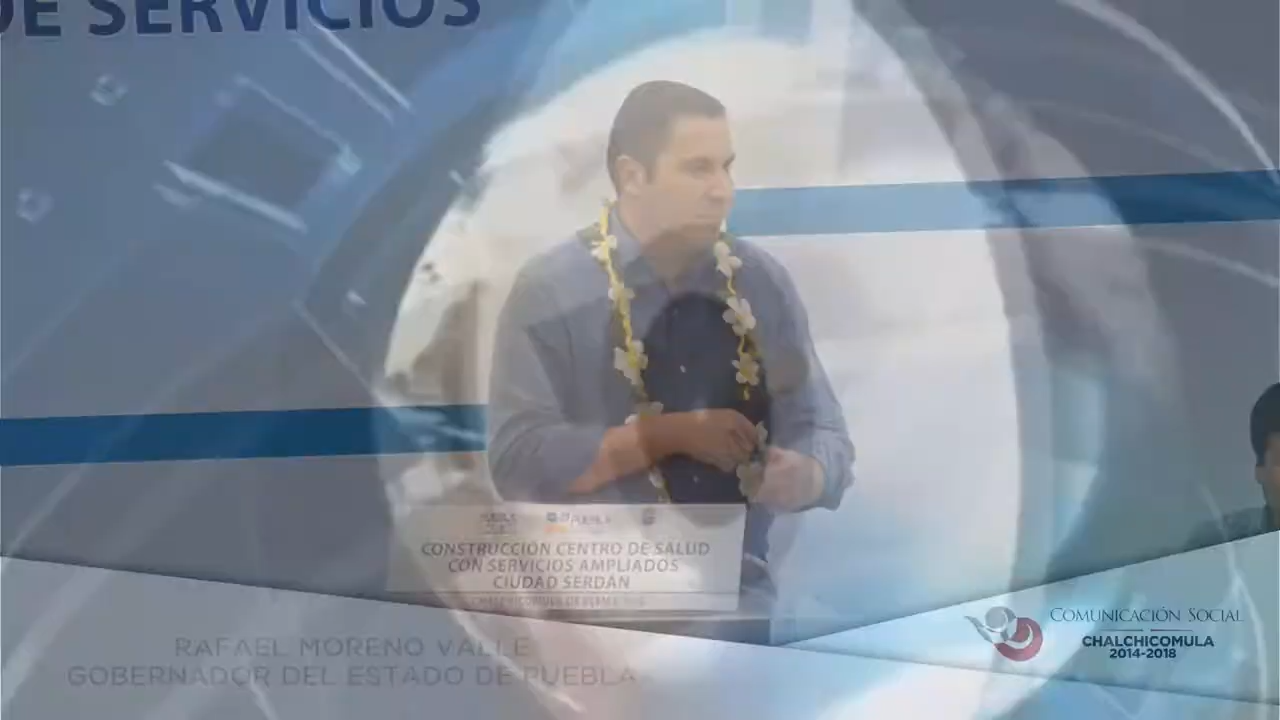 DE SERVICIOS
PUEBLA
CONSTRUCCIÓN CENTRO DE SALUD
CON SERVICIOS AMPLIADOS
CIUDAD SERDÁN
RAFAEL MORENO VALLE
GOBERNADOR DEL ESTADO DE PUEBLA
COMUNICACIÓN SOCIAL
CHALCHICOMULA
2014-2018